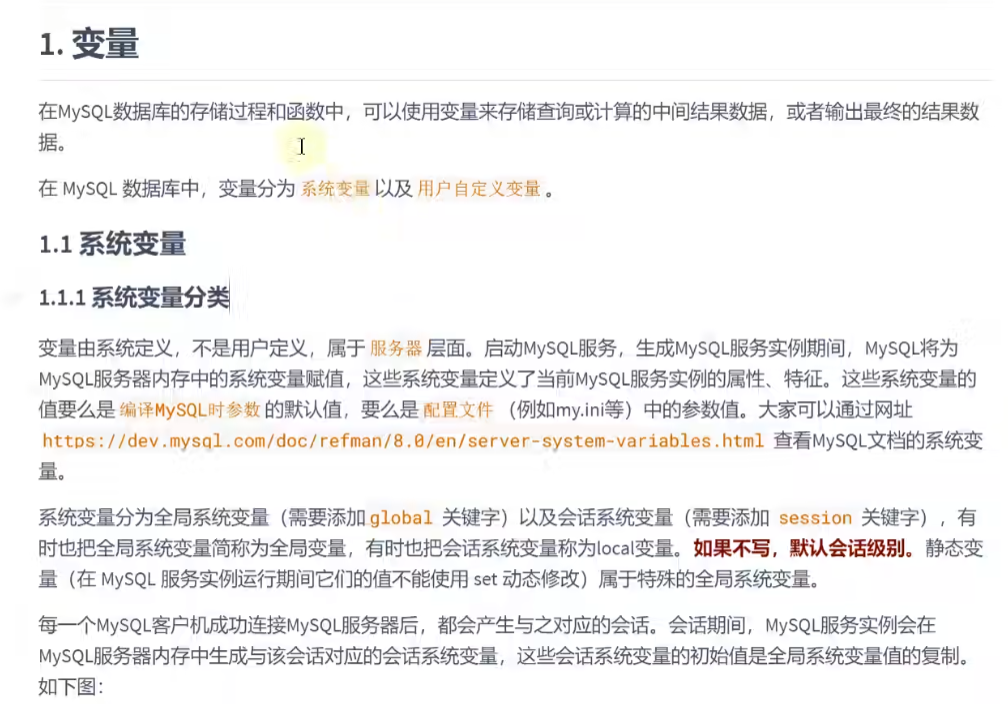 1. 变量
在MySQL数据库的存储过程和函数中，可以使用变量来存储查询或计算的中间结果数据，或者输出最终的结果数
据。
在 MySQL 数据库中，变量分为 系统变量 以及 用户自定义变量 。
1.1 系统变量
1.1.1 系统变量分类
变量由系统定义，不是用户定义，属于 服务器 层面。启动MySQL服务，生成MySQL服务实例期间，MySQL将为
MySQL服务器内存中的系统变量赋值，这些系统变量定义了当前MySQL服务实例的属性、特征。这些系统变量的
值要么是 编译MySQL时参数 的默认值，要么是 配置文件 （例如my.ini等）中的参数值。大家可以通过网址
https://dev.mysql.com/doc/refman/8.0/en/server-system-variables.html 查看MySQL文档的系统变
量。
系统变量分为全局系统变量（需要添加 global 关键字）以及会话系统变量（需要添加 session 关键字），有
时也把全局系统变量简称为全局变量，有时也把会话系统变量称为local变量。如果不写，默认会话级别。静态变
量（在 MySQL 服务实例运行期间它们的值不能使用 set 动态修改）属于特殊的全局系统变量。
每一个MySQL客户机成功连接MySQL服务器后，都会产生与之对应的会话。会话期间，MySQL服务实例会在
MySQL服务器内存中生成与该会话对应的会话系统变量，这些会话系统变量的初始值是全局系统变量值的复制。
如下图：